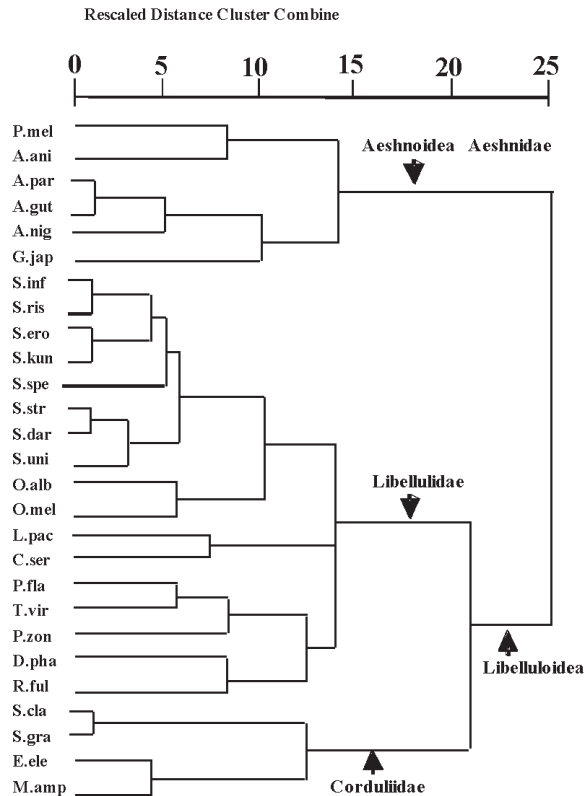 Rescaled Distance Cluster Combine
0 5 10 15 20 25
P.mel
A.ani
Aeshnoidea Aeshnidae
A.par
A.gut
A.nig
G.jap
S.inf
S.ris
S.ero
S.kun
S.spe
S.str
S.dar
S.uni
O.alb
Libellulidae
O.mel
L.pac
C.ser
P.fla
T.vir
P.zon
D.pha
Libelluloidea
R.ful
S.cla
S.gra
E.ele
M.amp
Corduliidae